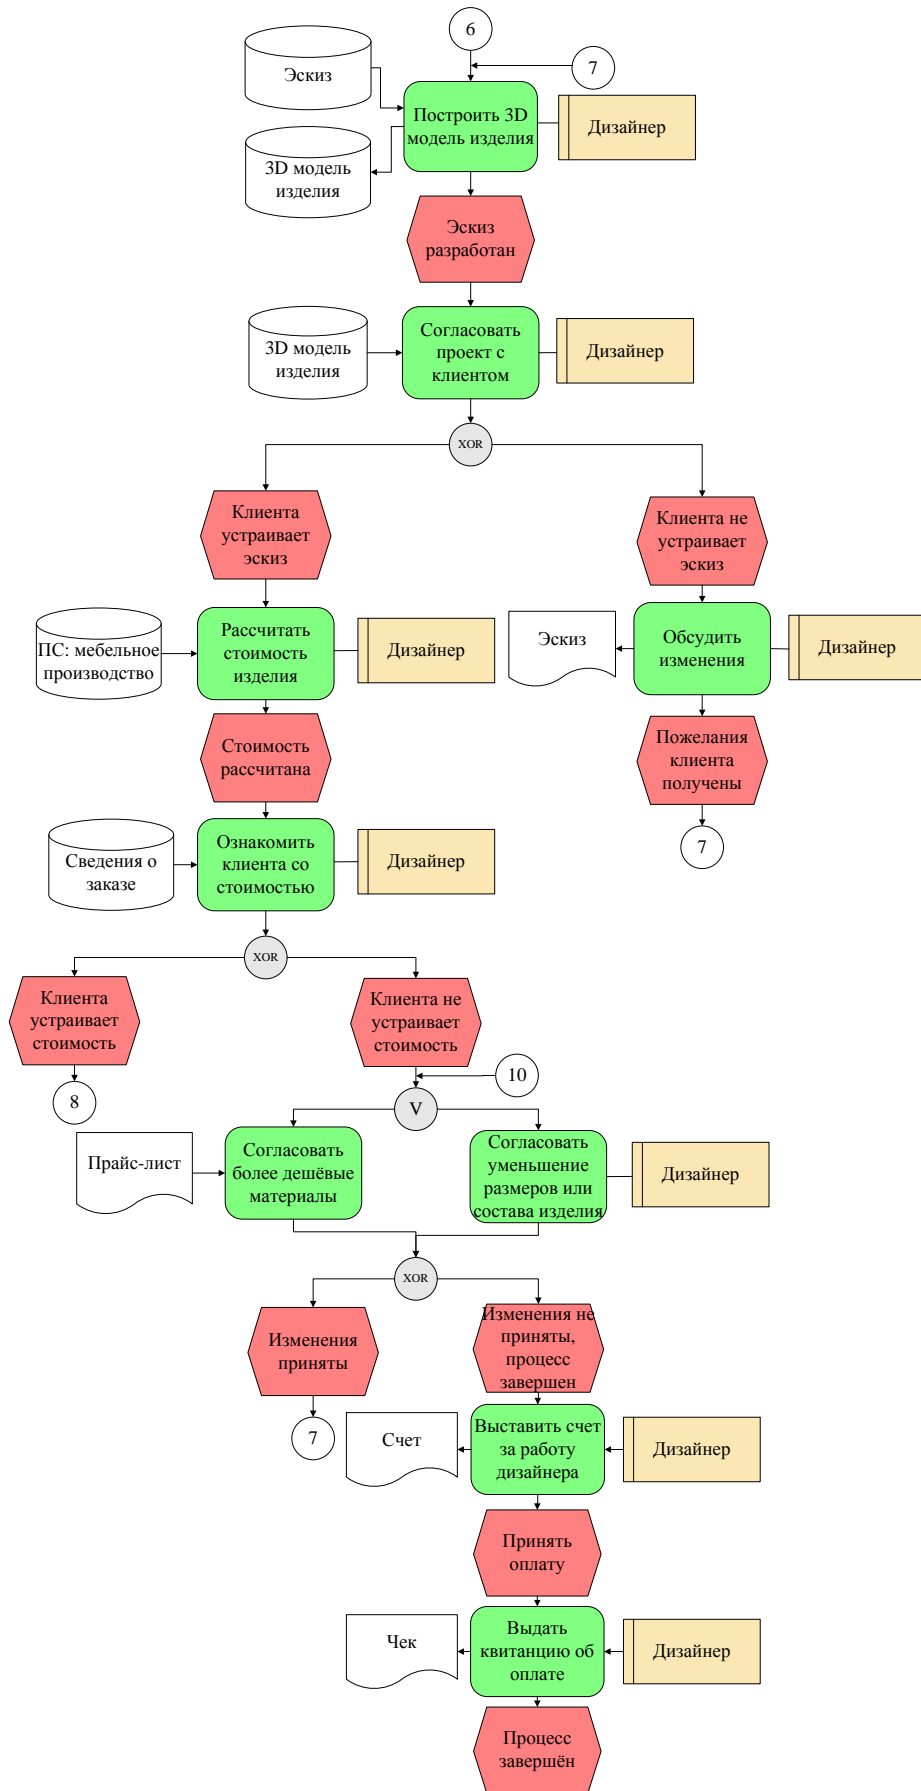 6
7
Эскиз
Построить 3D
модель изделия
Дизайнер
3D модель
изделия
Эскиз
разработан
3D модель
изделия
Согласовать
проект с
клиентом
Дизайнер
XOR
Клиента
устраивает
эскиз
Клиента не
устраивает
эскиз
ПС: мебельное
производство
Рассчитать
стоимость
изделия
Дизайнер
Эскиз
Обсудить
изменения
Дизайнер
Стоимость
рассчитана
Пожелания
клиента
получены
7
Сведения о
заказе
Ознакомить
клиента со
стоимостью
Дизайнер
XOR
Клиента
устраивает
стоимость
Клиента не
устраивает
стоимость
8
10
V
Прайс-лист
Согласовать
более дешёвые
материалы
Согласовать
уменьшение
размеров или
состава изделия
Дизайнер
XOR
Изменения
приняты
Изменения не
приняты,
процесс
завершен
7
Счет
Выставить счет
за работу
дизайнера
Дизайнер
Принять
оплату
Чек
Выдать
квитанцию об
оплате
Дизайнер
Процесс
завершён